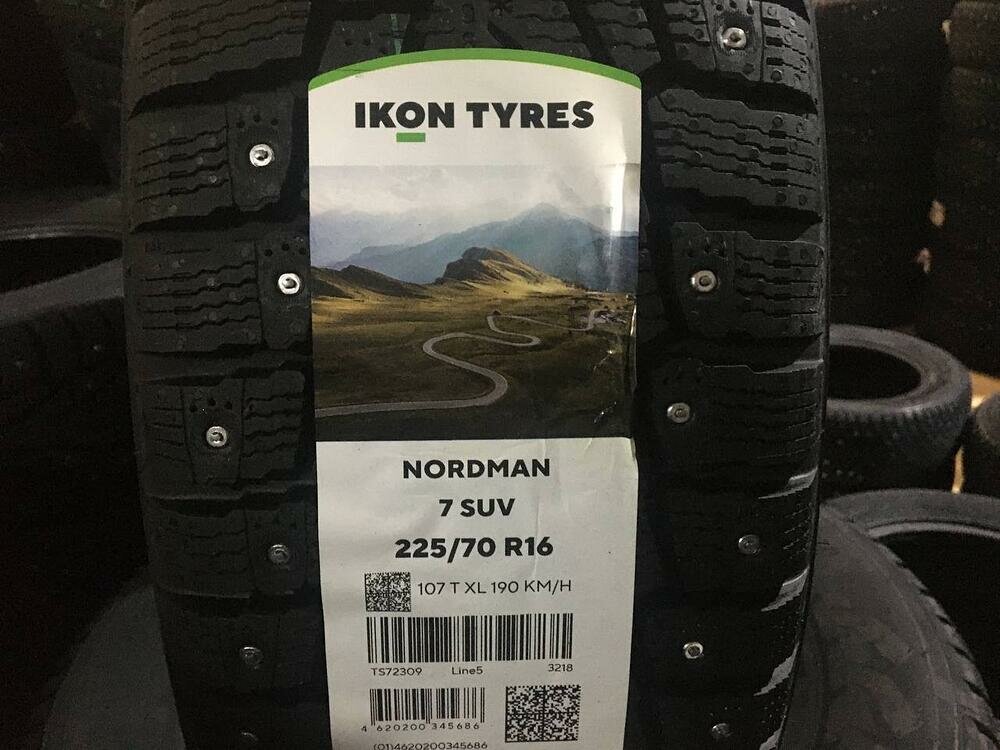 IKON TYRES
NORDMAN
7 SUV
225/70 R16
107 T XL 190 KM/H
TS72309 Line5 3218
4 620200 345686
(01)4620200345686